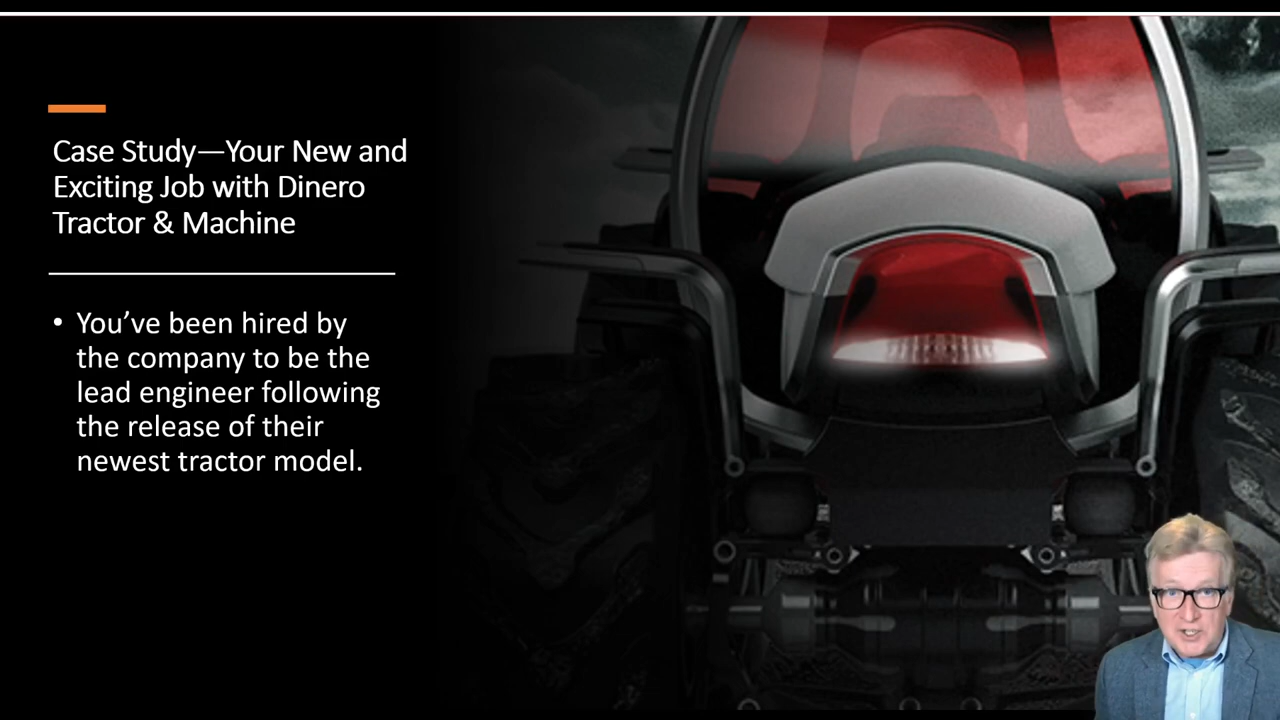 Case Study—Your New and
Exciting Job with Dinero
Tractor & Machine
• You’ve been hired by
the company to be the
lead engineer following
the release of their
newest tractor model.